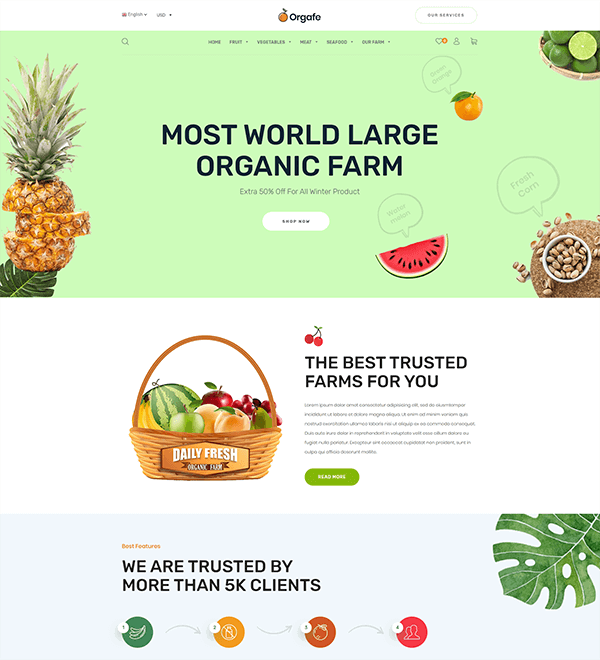 English
USD
Orgafe
OUR SERVICES
HOME
FRUIT
VEGETABLES
MEAT
SEAFOOD
OUR FARM
0
Green
Orange
MOST WORLD LARGE
ORGANIC FARM
Extra 50% Off For All Winter Product
Fresh
Corn
Water
melon
SHOP NOW
THE BEST TRUSTED
FARMS FOR YOU
Lorem ipsum dolor amet consectetur adipisicing elit, sed do eiusmtempor
incididunt ut labore et dolore magna aliqua. Ut enim ad minim veniam quis
nostrud exercitation ullamco laboris nisi ut aliquip ex ea commodo consequat.
Quis aute irure dolor in reprehenderit in voluptate velit esse cillum dolore eu
fugiat nulla pariatur. Excepteur sint occaecat cupidatat non proident, sunt in
culpa qui officia deserunt mollits.
DAILY FRESH
ORGANIC FARM
READ MORE
Best Features
WE ARE TRUSTED BY
MORE THAN 5K CLIENTS
1
2
3
4